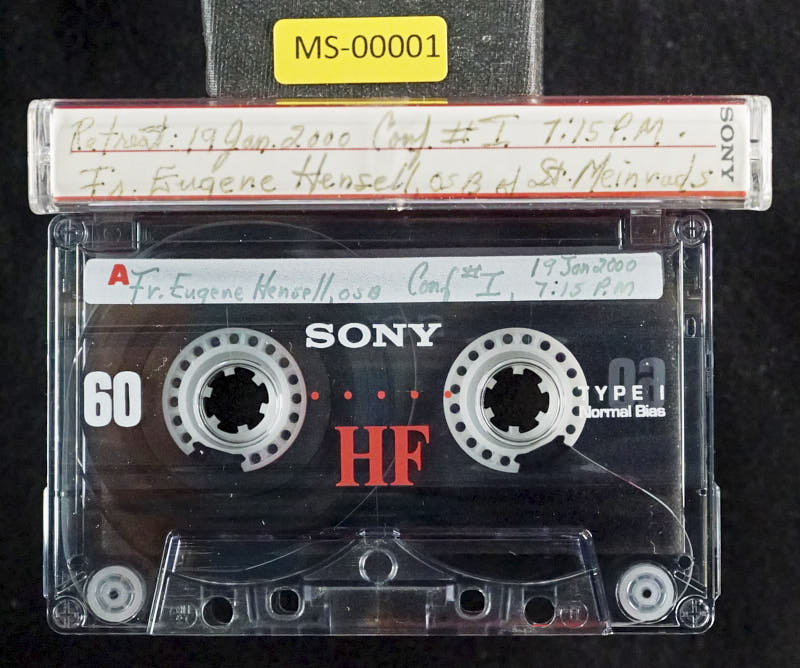 MS-00001
Retreat: 19 Jan. 2000 Conf. # I 7:15 P.M.
SONY
Fr. Eugene Hensell, OSB of St. Meinrads
A Fr. Eugene Hensell, OSB Conf # I, 19 Jan 2000
7:15 P.M
SONY
60
TYPE I
Normal Bias
HF